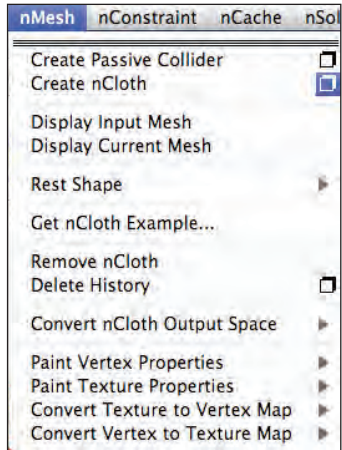 nMesh nConstraint nCache nSol
Create Passive Collider
Create nCloth
Display Input Mesh
Display Current Mesh
Rest Shape
Get nCloth Example...
Remove nCloth
Delete History
Convert nCloth Output Space
Paint Vertex Properties
Paint Texture Properties
Convert Texture to Vertex Map
Convert Vertex to Texture Map